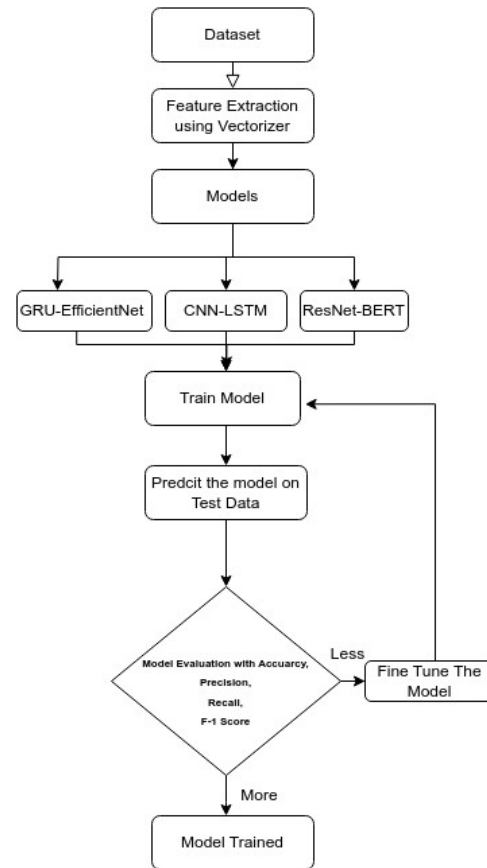 Dataset
Feature Extraction
using Vectorizer
Models
GRU-EfficientNet
CNN-LSTM
ResNet-BERT
Train Model
Predcit the model on
Test Data
Model Evaluation with Accuarcy,
Precision,
Recall,
F-1 Score
Less
Fine Tune The
Model
More
Model Trained